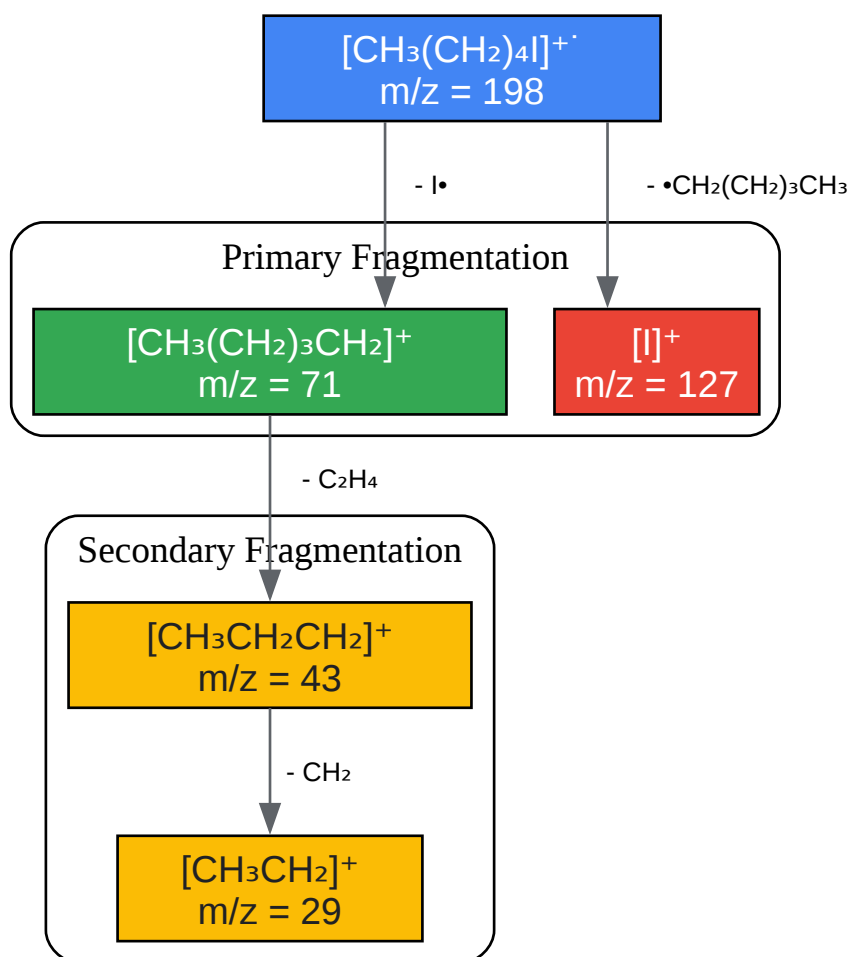 [CH₃(CH₂)₄I]⁺˙
m/z = 198
- I•
- •CH₂(CH₂)₃CH₃
Primary Fragmentation
[CH₃(CH₂)₃CH₂]⁺
m/z = 71
[I]⁺
m/z = 127
- C₂H₄
Secondary Fragmentation
[CH₃CH₂CH₂]⁺
m/z = 43
- CH₂
[CH₃CH₂]⁺
m/z = 29